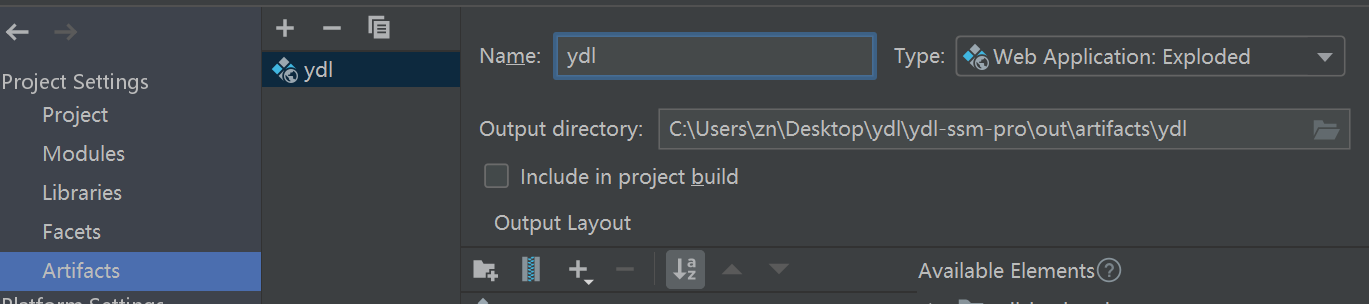 Project Settings
Project
Modules
Libraries
Facets
Artifacts
Platform Settings
ydl
Name: ydl Type: Web Application: Exploded
Output directory: C:\Users\zn\Desktop\ydl\ydl-ssm-pro\out\artifacts\ydl
Include in project build
Output Layout
Available Elements